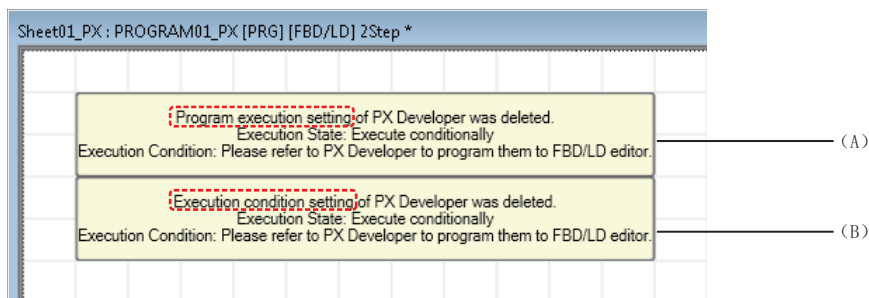 Sheet01_PX : PROGRAM01_PX [PRG] [FBD/LD] 2Step *
Program execution setting of PX Developer was deleted.
Execution State: Execute conditionally
Execution Condition: Please refer to PX Developer to program them to FBD/LD editor.
(A)
Execution condition setting of PX Developer was deleted.
Execution State: Execute conditionally
Execution Condition: Please refer to PX Developer to program them to FBD/LD editor.
(B)